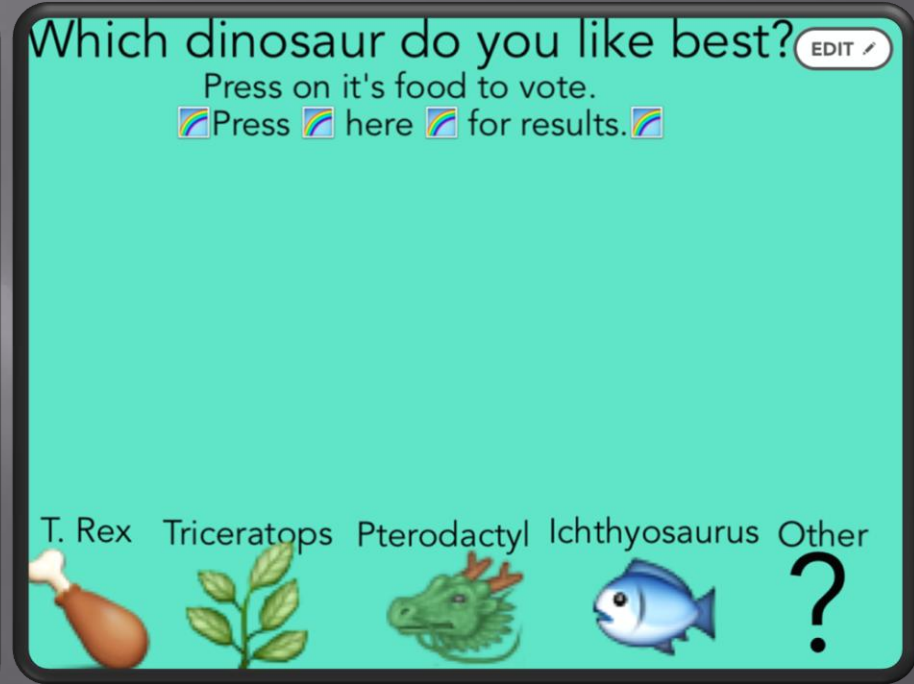 Which dinosaur do you like best?
EDIT
Press on it's food to vote.
Press here for results.
T. Rex Triceratops Pterodactyl Ichthyosaurus Other
?